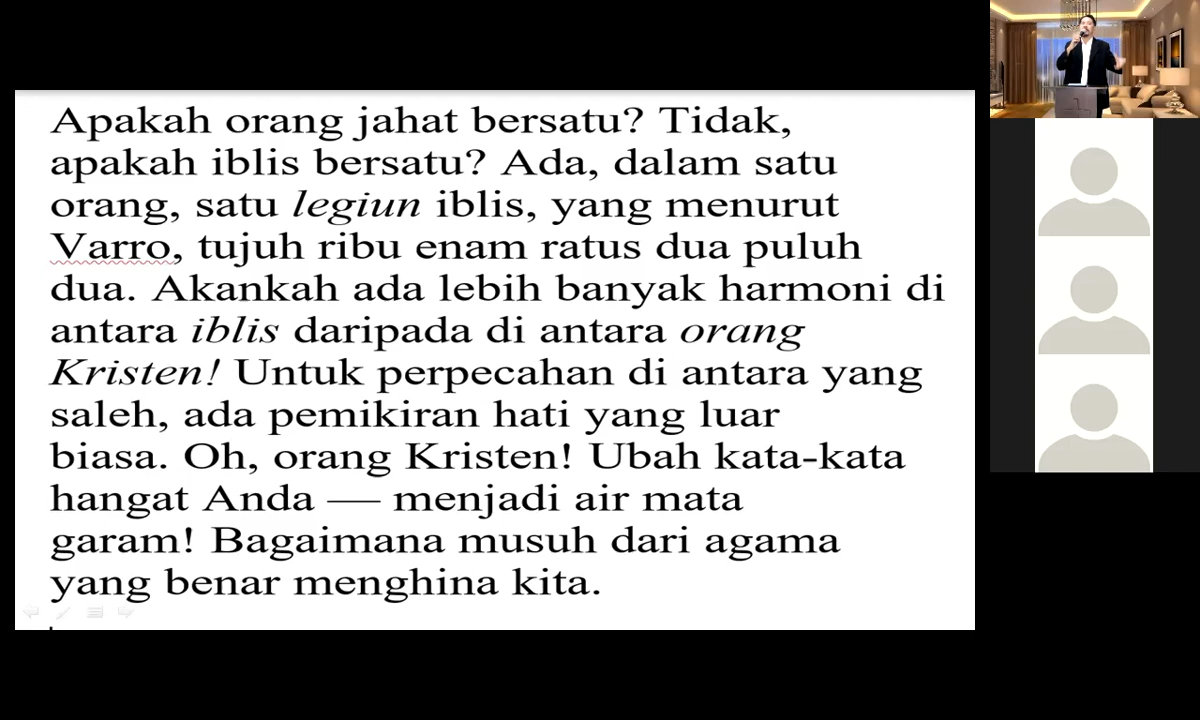 Apakah orang jahat bersatu? Tidak,
apakah iblis bersatu? Ada, dalam satu
orang, satu legiun iblis, yang menurut
Varro, tujuh ribu enam ratus dua puluh
dua. Akankah ada lebih banyak harmoni di
antara iblis daripada di antara orang
Kristen! Untuk perpecahan di antara yang
saleh, ada pemikiran hati yang luar
biasa. Oh, orang Kristen! Ubah kata-kata
hangat Anda — menjadi air mata
garam! Bagaimana musuh dari agama
yang benar menghina kita.